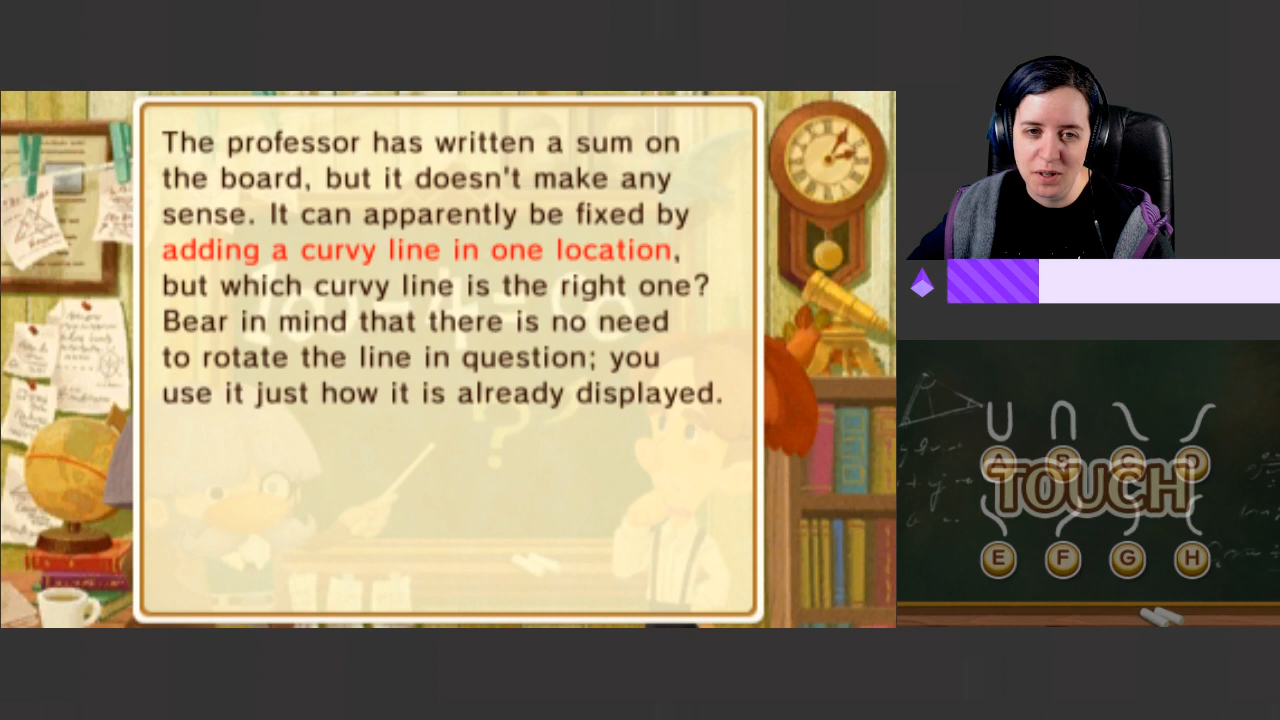 The professor has written a sum on
the board, but it doesn't make any
sense. It can apparently be fixed by
adding a curvy line in one location,
but which curvy line is the right one?
Bear in mind that there is no need
to rotate the line in question; you
use it just how it is already displayed.
A B C D
TOUCH
E F G H